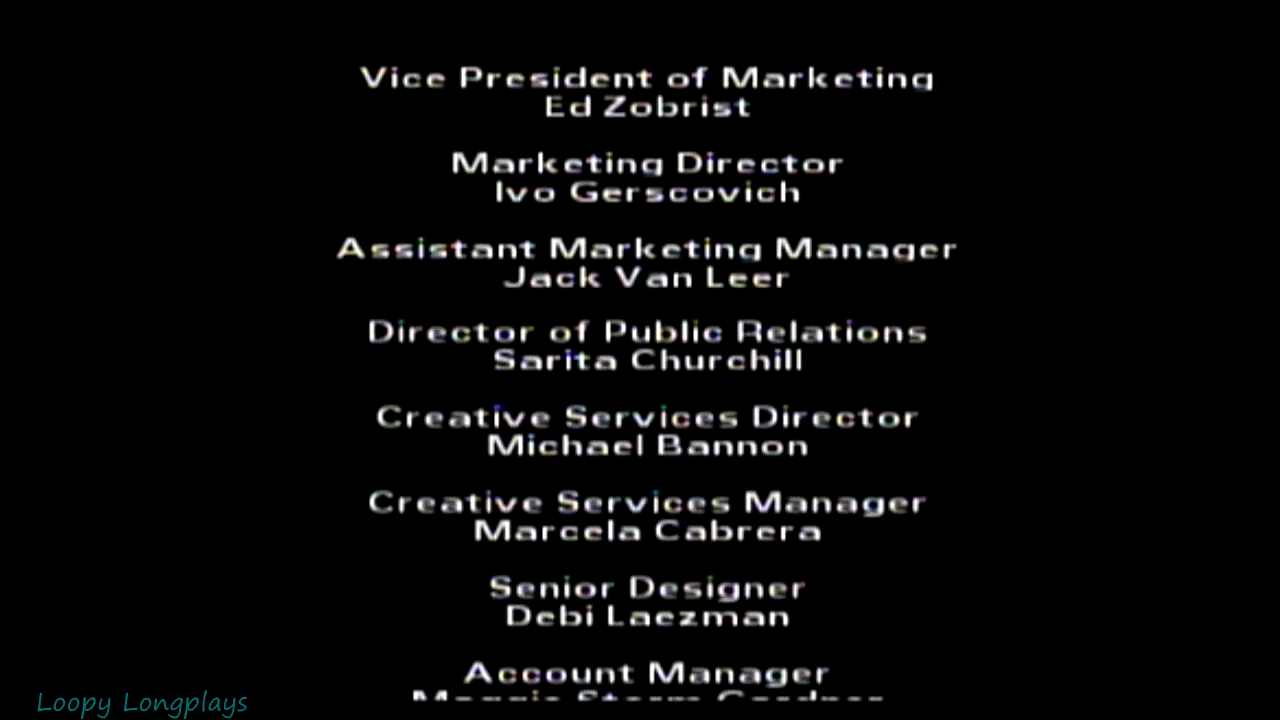 Vice President of Marketing
Ed Zobrist
Marketing Director
Ivo Gerscovich
Assistant Marketing Manager
Jack Van Leer
Director of Public Relations
Sarita Churchill
Creative Services Director
Michael Bannon
Creative Services Manager
Marcela Cabrera
Senior Designer
Debi Laezman
Account Manager
Loopy Longplays